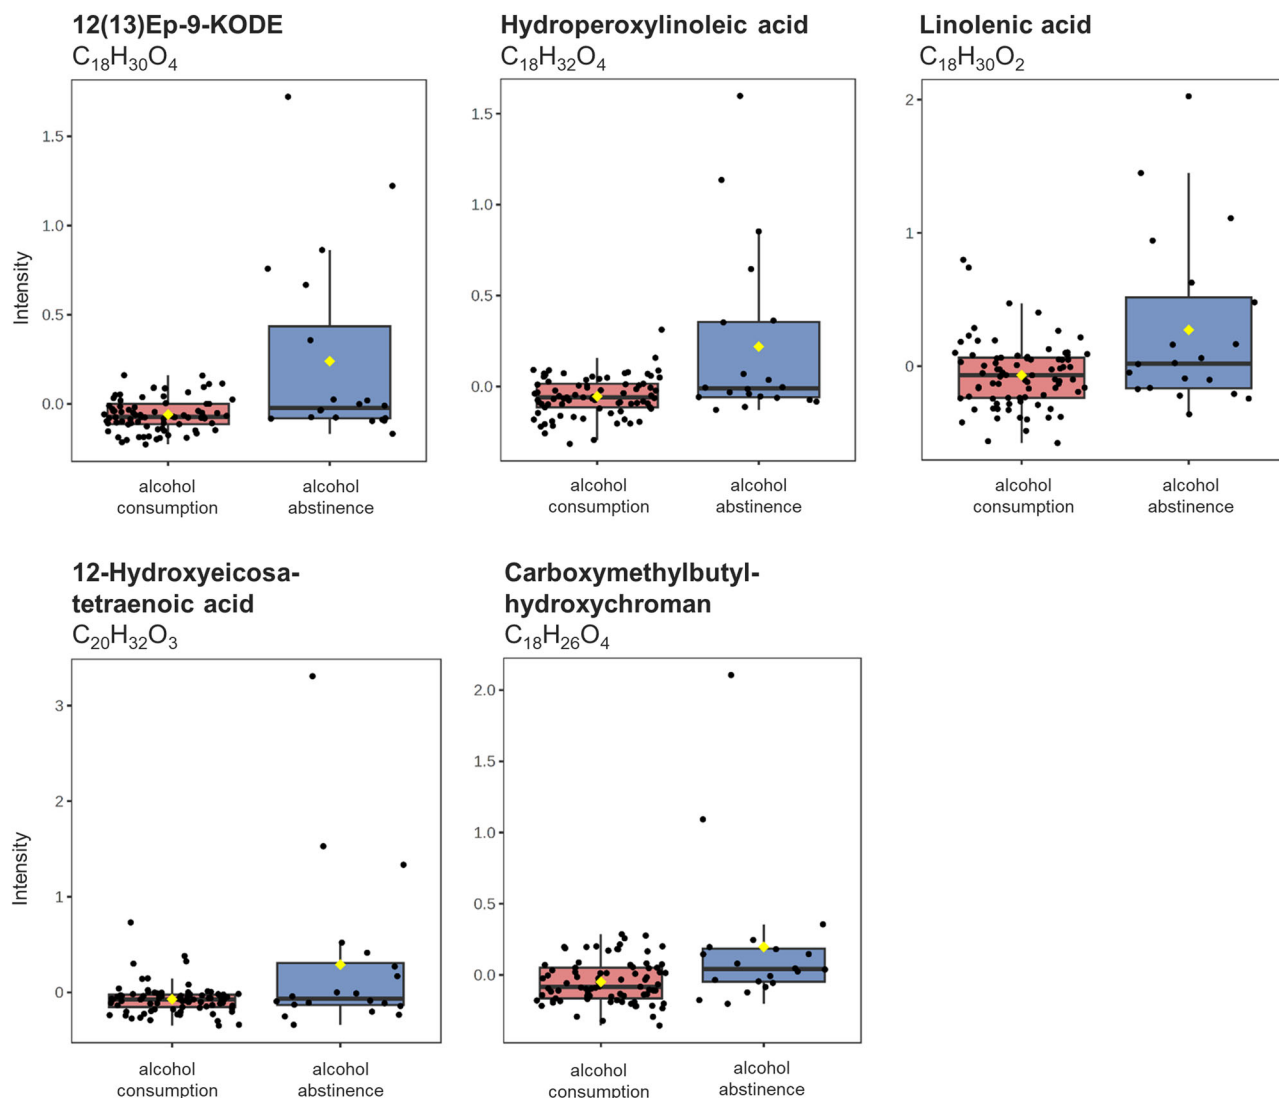 12(13)Ep-9-KODE
C₁₈H₃₀O₄
Hydroperoxylinoleic acid
C₁₈H₃₂O₄
Linolenic acid
C₁₈H₃₀O₂
Intensity
1.5
1.0
0.5
0.0
alcohol
consumption
alcohol
abstinence
1.5
1.0
0.5
0.0
alcohol
consumption
alcohol
abstinence
2
1
0
alcohol
consumption
alcohol
abstinence
12-Hydroxyeicosa-
tetraenoic acid
C₂₀H₃₂O₃
Carboxymethylbutyl-
hydroxychroman
C₁₈H₂₆O₄
Intensity
3
2
1
0
alcohol
consumption
alcohol
abstinence
2.0
1.5
1.0
0.5
0.0
alcohol
consumption
alcohol
abstinence